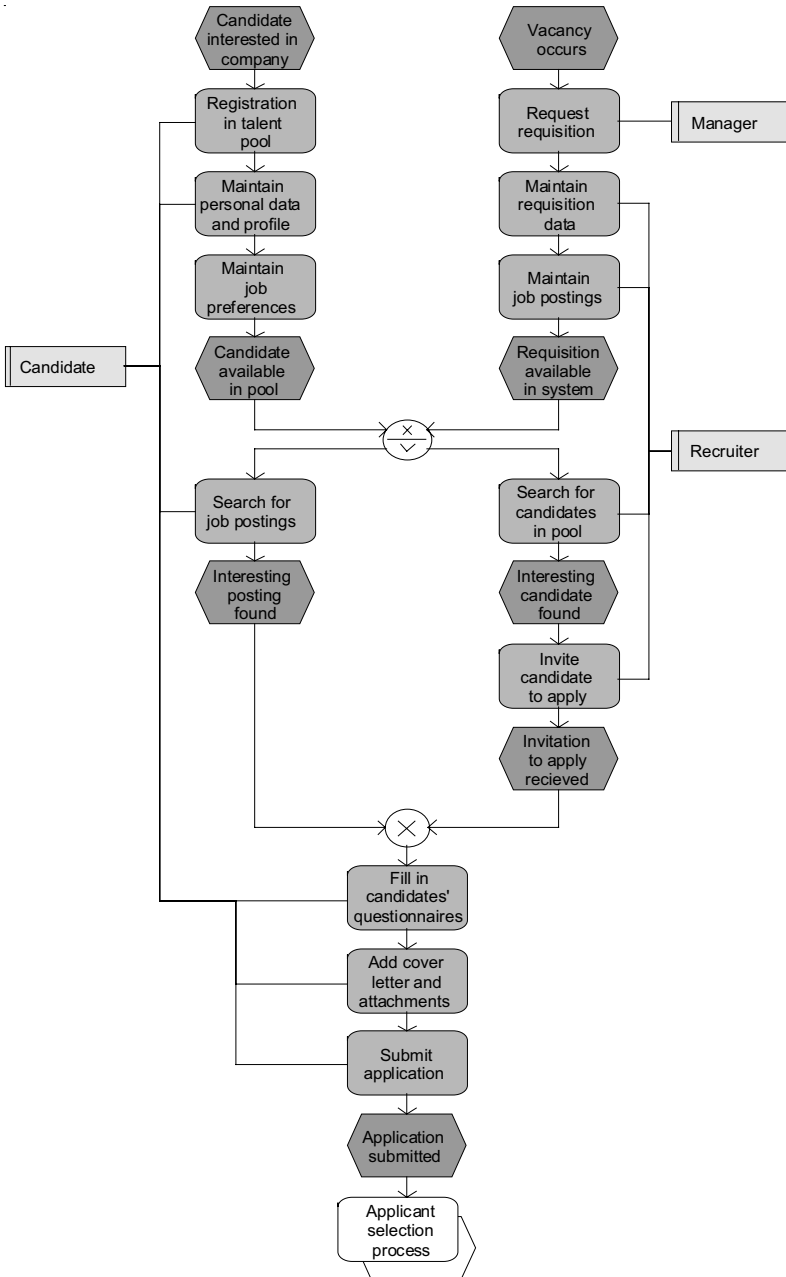 Candidate
interested in
company
Vacancy
occurs
Registration
in talent
pool
Request
requisition
Manager
Maintain
personal data
and profile
Maintain
requisition
data
Maintain
job
preferences
Maintain
job postings
Candidate
Candidate
available
in pool
Requisition
available
in system
Recruiter
Search for
job postings
Search for
candidates
in pool
Interesting
posting
found
Interesting
candidate
found
Invite
candidate
to apply
Invitation
to apply
recieved
Fill in
candidates'
questionnaires
Add cover
letter and
attachments
Submit
application
Application
submitted
Applicant
selection
process